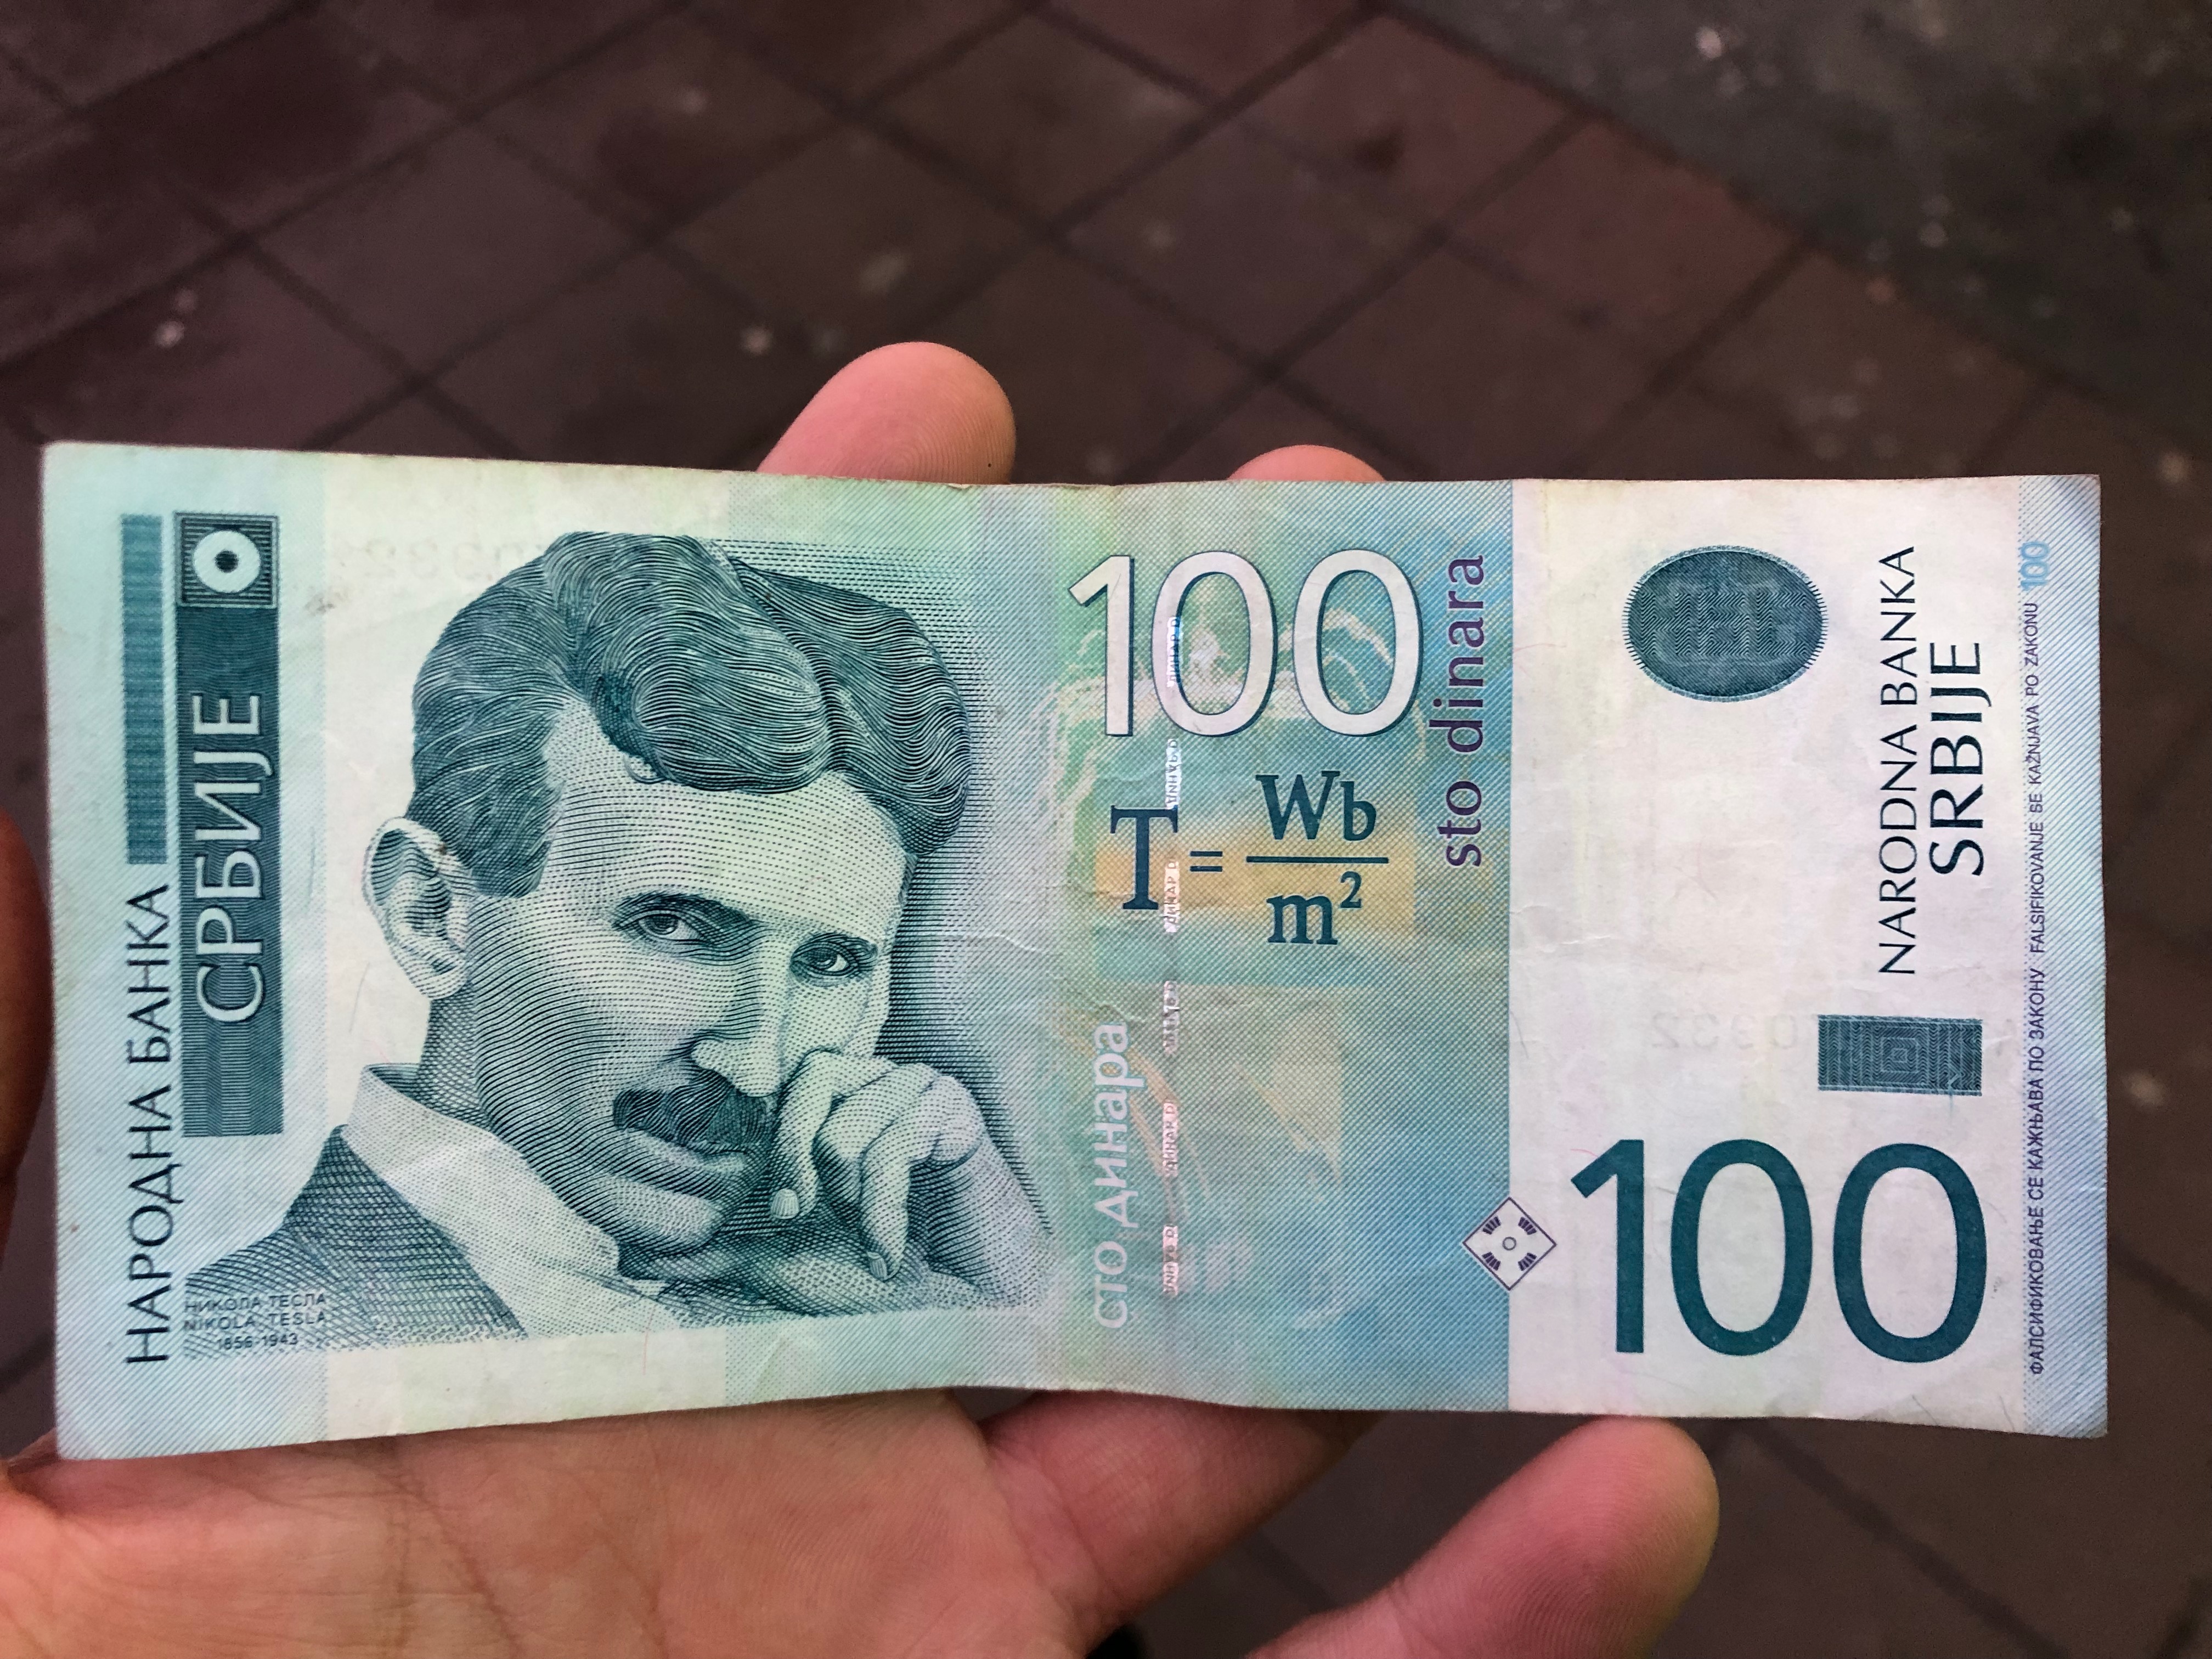 НАРОДНА БАНКА
СРБИЈЕ
НИКОЛА ТЕСЛА
NIKOLA TESLA
1856-1943
100
T = Wb
m²
сто динара
sto dinara
NARODNA BANKA
SRBIJE
100
ФАЛСИФИКОВАЊЕ СЕ КАЖЊАВА ПО ЗАКОНУ FALSIFIKOVANJE SE KAŽNJAVA PO ZAKONU 100